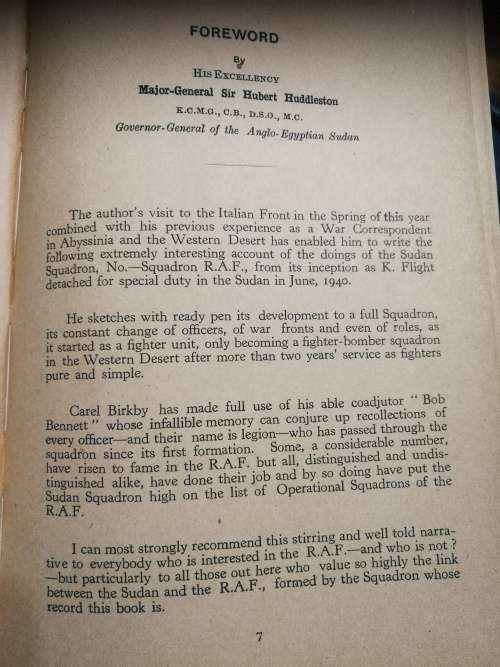 FOREWORD
By
HIS EXCELLENCY
Major-General Sir Hubert Huddleston
K.C.M.G., C.B., D.S.O., M.C.
Governor-General of the Anglo-Egyptian Sudan
The author's visit to the Italian Front in the Spring of this year
combined with his previous experience as a War Correspondent
in Abyssinia and the Western Desert has enabled him to write the
following extremely interesting account of the doings of the Sudan
Squadron, No.—Squadron R.A.F., from its inception as K. Flight
detached for special duty in the Sudan in June, 1940.
He sketches with ready pen its development to a full Squadron,
its constant change of officers, of war fronts and even of roles, as
it started as a fighter unit, only becoming a fighter-bomber squadron
in the Western Desert after more than two years' service as fighters
pure and simple.
Carel Birkby has made full use of his able coadjutor "Bob
Bennett" whose infallible memory can conjure up recollections of
every officer—and their name is legion—who has passed through the
squadron since its first formation. Some, a considerable number,
have risen to fame in the R.A.F. but all, distinguished and undis-
tinguished alike, have done their job and by so doing have put the
Sudan Squadron high on the list of Operational Squadrons of the
R.A.F.
I can most strongly recommend this stirring and well told narra-
tive to everybody who is interested in the R.A.F.—and who is not?
—but particularly to all those out here who value so highly the link
between the Sudan and the R.A.F., formed by the Squadron whose
record this book is.
7